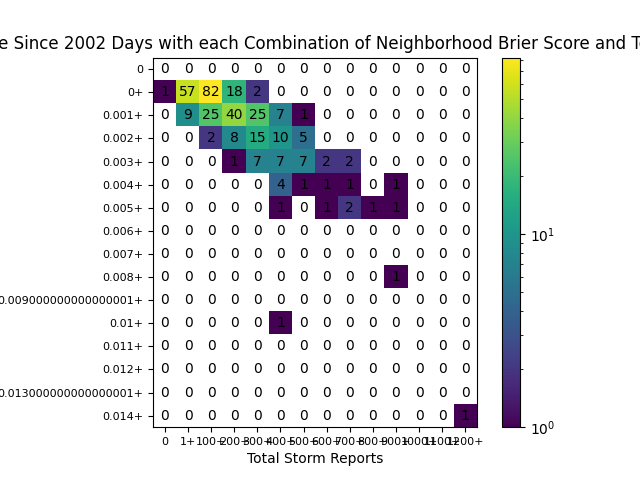 e Since 2002 Days with each Combination of Neighborhood Brier Score and To
0 0 0 0 0 0 0 0 0 0 0 0 0 0 0
0+ 1 57 82 18 2 0 0 0 0 0 0 0 0 0
0.001+ 0 9 25 40 25 7 1 0 0 0 0 0 0 0
0.002+ 0 0 2 8 15 10 5 0 0 0 0 0 0 0
0.003+ 0 0 0 1 7 7 7 2 2 0 0 0 0 0
0.004+ 0 0 0 0 0 4 1 1 1 0 1 0 0 0
0.005+ 0 0 0 0 0 1 0 1 2 1 1 0 0 0
0.006+ 0 0 0 0 0 0 0 0 0 0 0 0 0 0
0.007+ 0 0 0 0 0 0 0 0 0 0 0 0 0 0
0.008+ 0 0 0 0 0 0 0 0 0 0 1 0 0 0
0.009000000000000001+ 0 0 0 0 0 0 0 0 0 0 0 0 0 0
0.01+ 0 0 0 0 0 1 0 0 0 0 0 0 0 0
0.011+ 0 0 0 0 0 0 0 0 0 0 0 0 0 0
0.012+ 0 0 0 0 0 0 0 0 0 0 0 0 0 0
0.013000000000000001+ 0 0 0 0 0 0 0 0 0 0 0 0 0 0
0.014+ 0 0 0 0 0 0 0 0 0 0 0 0 0 1
0 1+ 100+ 200+ 300+ 400+ 500+ 600+ 700+ 800+ 900+ 1000+ 1100+ 1200+
Total Storm Reports
10¹
10⁰